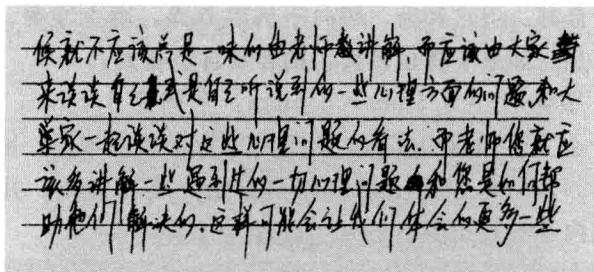 候就不应该总是一味的由老师教讲解,而应该由大家
来谈谈自己或是自己听说到的一些心理方面的问题,和大
家一起谈谈对这些心理问题的看法.而老师您就应
该多讲解一些遇到过的一切心理问题和您是如何帮
助他们解决的.这样可能会让我们体会的更多一些